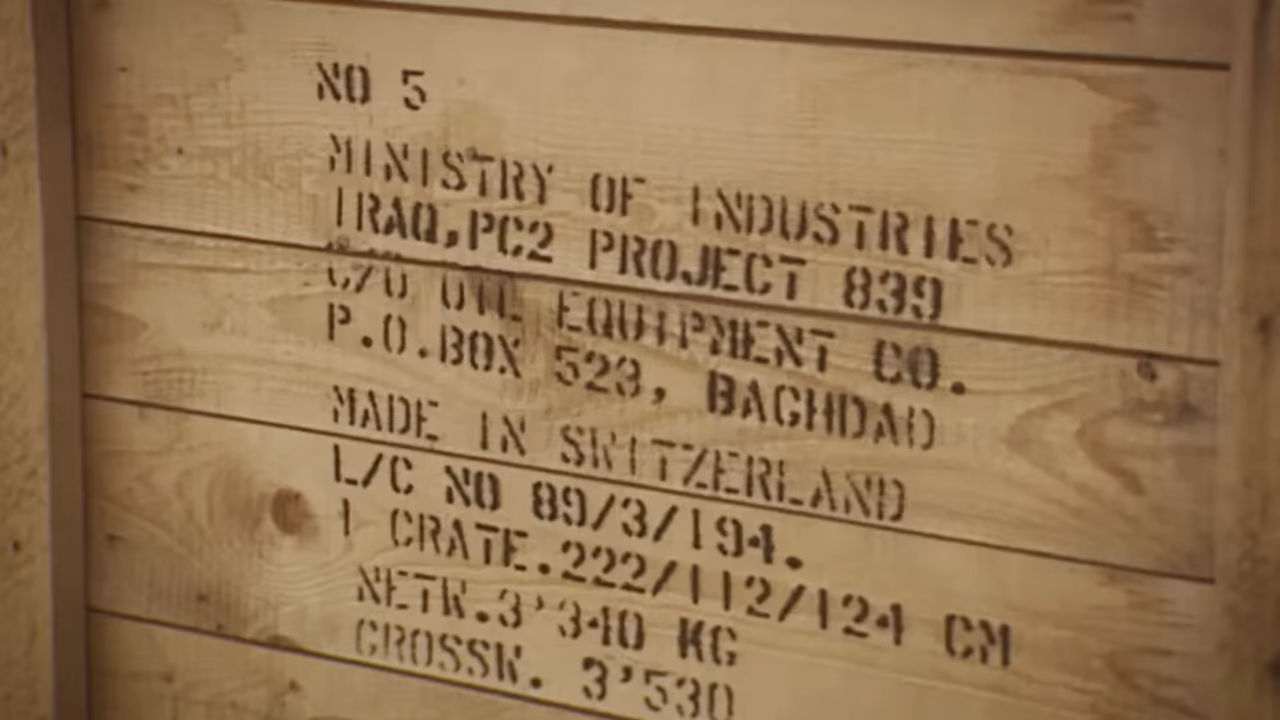 NO 5
MINISTRY OF INDUSTRIES
IRAQ,PC2 PROJECT 839
C/O OIL EQUIPMENT CO.
P.O.BOX 523, BAGHDAD
MADE IN SWITZERLAND
L/C NO 89/3/194.
1 CRATE.222/112/124 CM
NETW.3'340 KG
GROSSW. 3'530